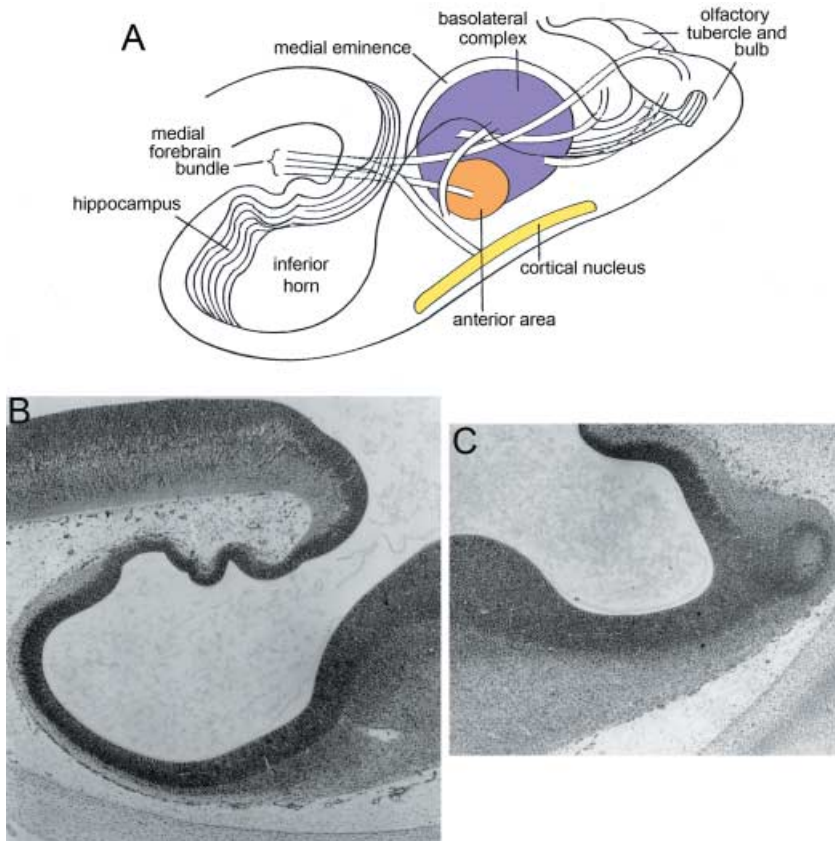 A
medial eminence
basolateral
complex
olfactory
tubercle and
bulb
medial
forebrain
bundle
hippocampus
inferior
horn
cortical nucleus
anterior area
B
C